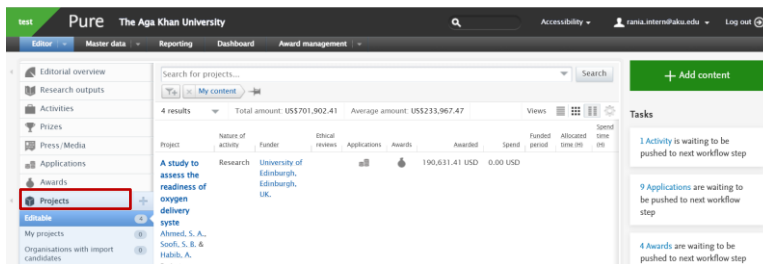 test
Pure The Aga Khan University
Accessibility
rania.intern@aku.edu
Log out
Editor
Master data
Reporting
Dashboard
Award management
Editorial overview
Research outputs
Activities
Prizes
Press/Media
Applications
Awards
Projects
Editable 4
My projects 0
Organisations with import 0
candidates
Search for projects...
Search
My content
4 results
Total amount: US$701,902.41
Average amount: US$233,967.47
Views
Project
Nature of
activity
Funder
Ethical
reviews
Applications
Awards
Awarded
Spend
Funded
period
Allocated
time (H)
Spend
time
(H)
A study to
assess the
readiness of
oxygen
delivery
syste
Ahmed, S. A.,
Soofi, S. B. &
Habib, A.
Research
University of
Edinburgh,
Edinburgh,
UK.
190,631.41 USD
0.00 USD
+ Add content
Tasks
1 Activity is waiting to be
pushed to next workflow step
9 Applications are waiting to
be pushed to next workflow
step
4 Awards are waiting to be
pushed to next workflow step